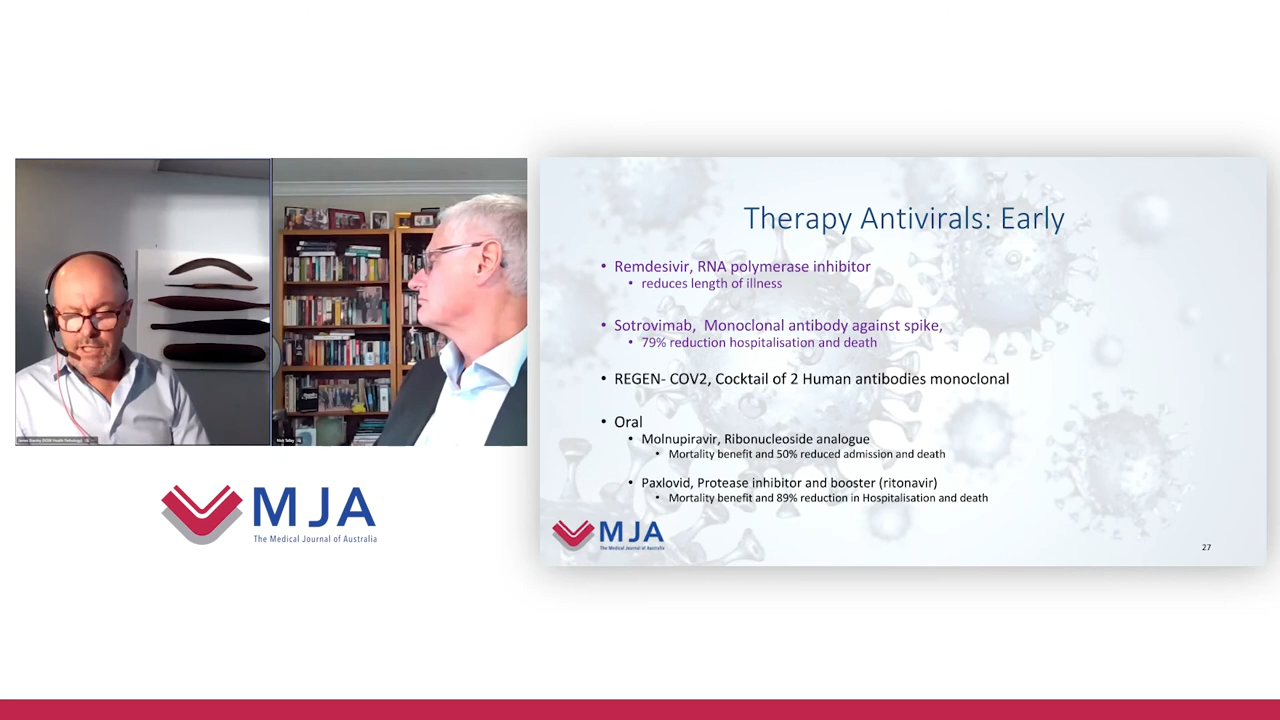 Therapy Antivirals: Early
• Remdesivir, RNA polymerase inhibitor
• reduces length of illness
• Sotrovimab, Monoclonal antibody against spike,
• 79% reduction hospitalisation and death
• REGEN- COV2, Cocktail of 2 Human antibodies monoclonal
• Oral
• Molnupiravir, Ribonucleoside analogue
• Mortality benefit and 50% reduced admission and death
• Paxlovid, Protease inhibitor and booster (ritonavir)
• Mortality benefit and 89% reduction in Hospitalisation and death
MJA
The Medical Journal of Australia
27
Nick Talley
MJA
The Medical Journal of Australia